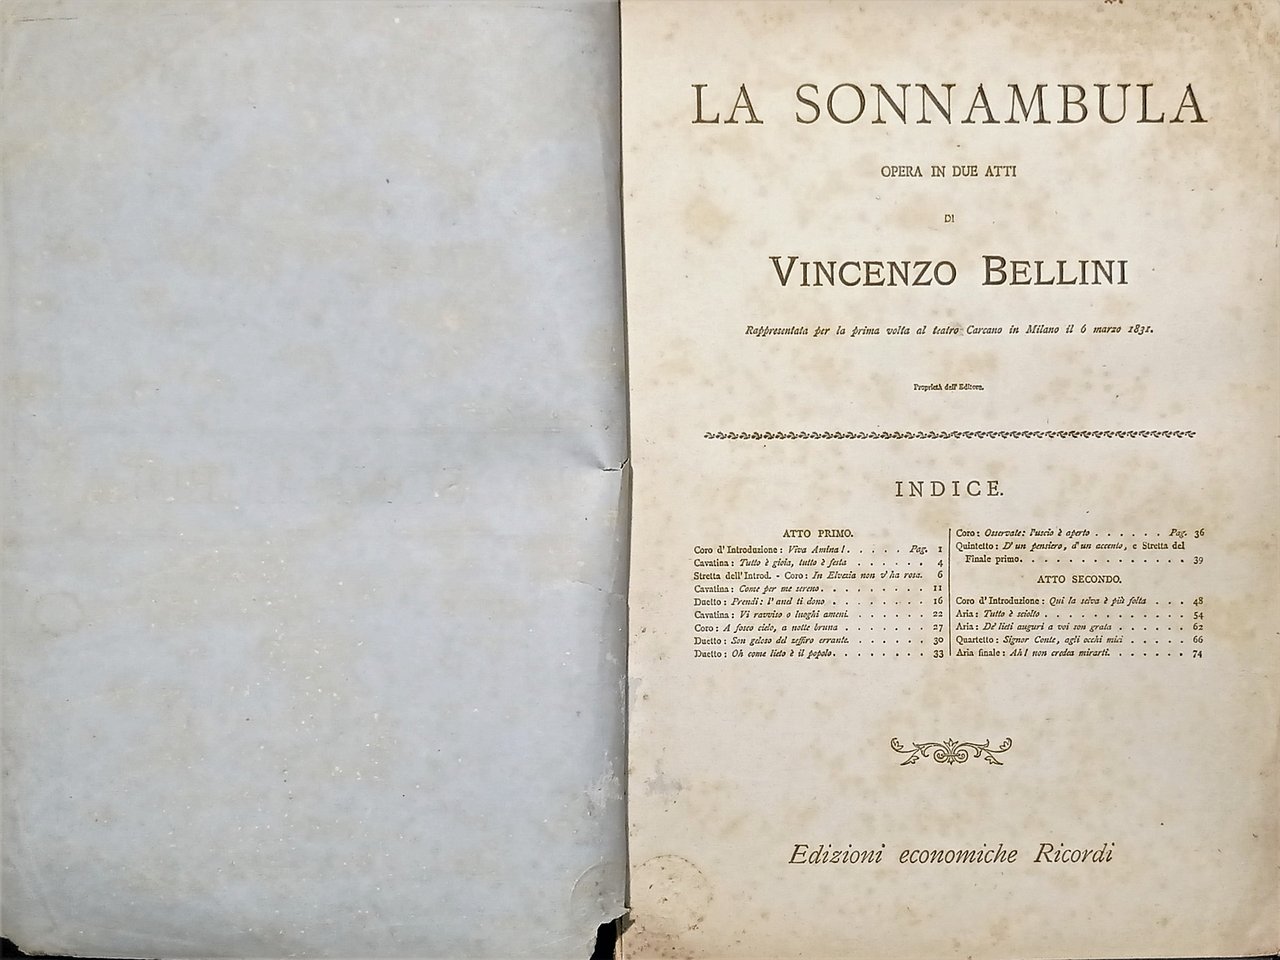 LA SONNAMBULA
OPERA IN DUE ATTI
DI
VINCENZO BELLINI
Rappresentata per la prima volta al teatro Carcano in Milano il 6 marzo 1831.
Proprietà dell' Editore.
INDICE.
ATTO PRIMO.
Coro d'Introduzione: Viva Amina! . . . . . Pag. 1
Cavatina: Tutto è gioia, tutto è festa . . . . . . . 4
Stretta dell'Introd. - Coro: In Elvezia non v'ha rosa. 6
Cavatina: Come per me sereno. . . . . . . . . . 11
Duetto: Prendi: l'anel ti dono . . . . . . . . . 16
Cavatina: Vi ravviso o luoghi ameni. . . . . . . 22
Coro: A fosco cielo, a notte bruna . . . . . . . 27
Duetto: Son geloso del zeffiro errante. . . . . . . 30
Duetto: Oh come lieto è il popolo. . . . . . . . . 33
Coro: Osservate: l'uscio è aperto . . . . . . Pag. 36
Quintetto: D'un pensiero, d'un accento, e Stretta del
Finale primo. . . . . . . . . . . . . . . 39
ATTO SECONDO.
Coro d'Introduzione: Qui la selva è più folta . . . 48
Aria: Tutto è sciolto . . . . . . . . . . . . . 54
Aria: De' lieti auguri a voi son grata . . . . . . 62
Quartetto: Signor Conte, agli occhi miei . . . . . 66
Aria finale: Ah! non credea mirarti. . . . . . . 74
Edizioni economiche Ricordi